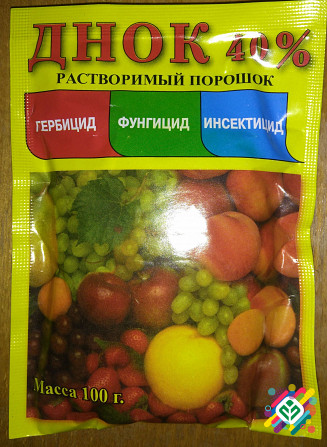 ДНОК 40%
РАСТВОРИМЫЙ ПОРОШОК
ГЕРБИЦИД ФУНГИЦИД ИНСЕКТИЦИД
Масса 100 г.